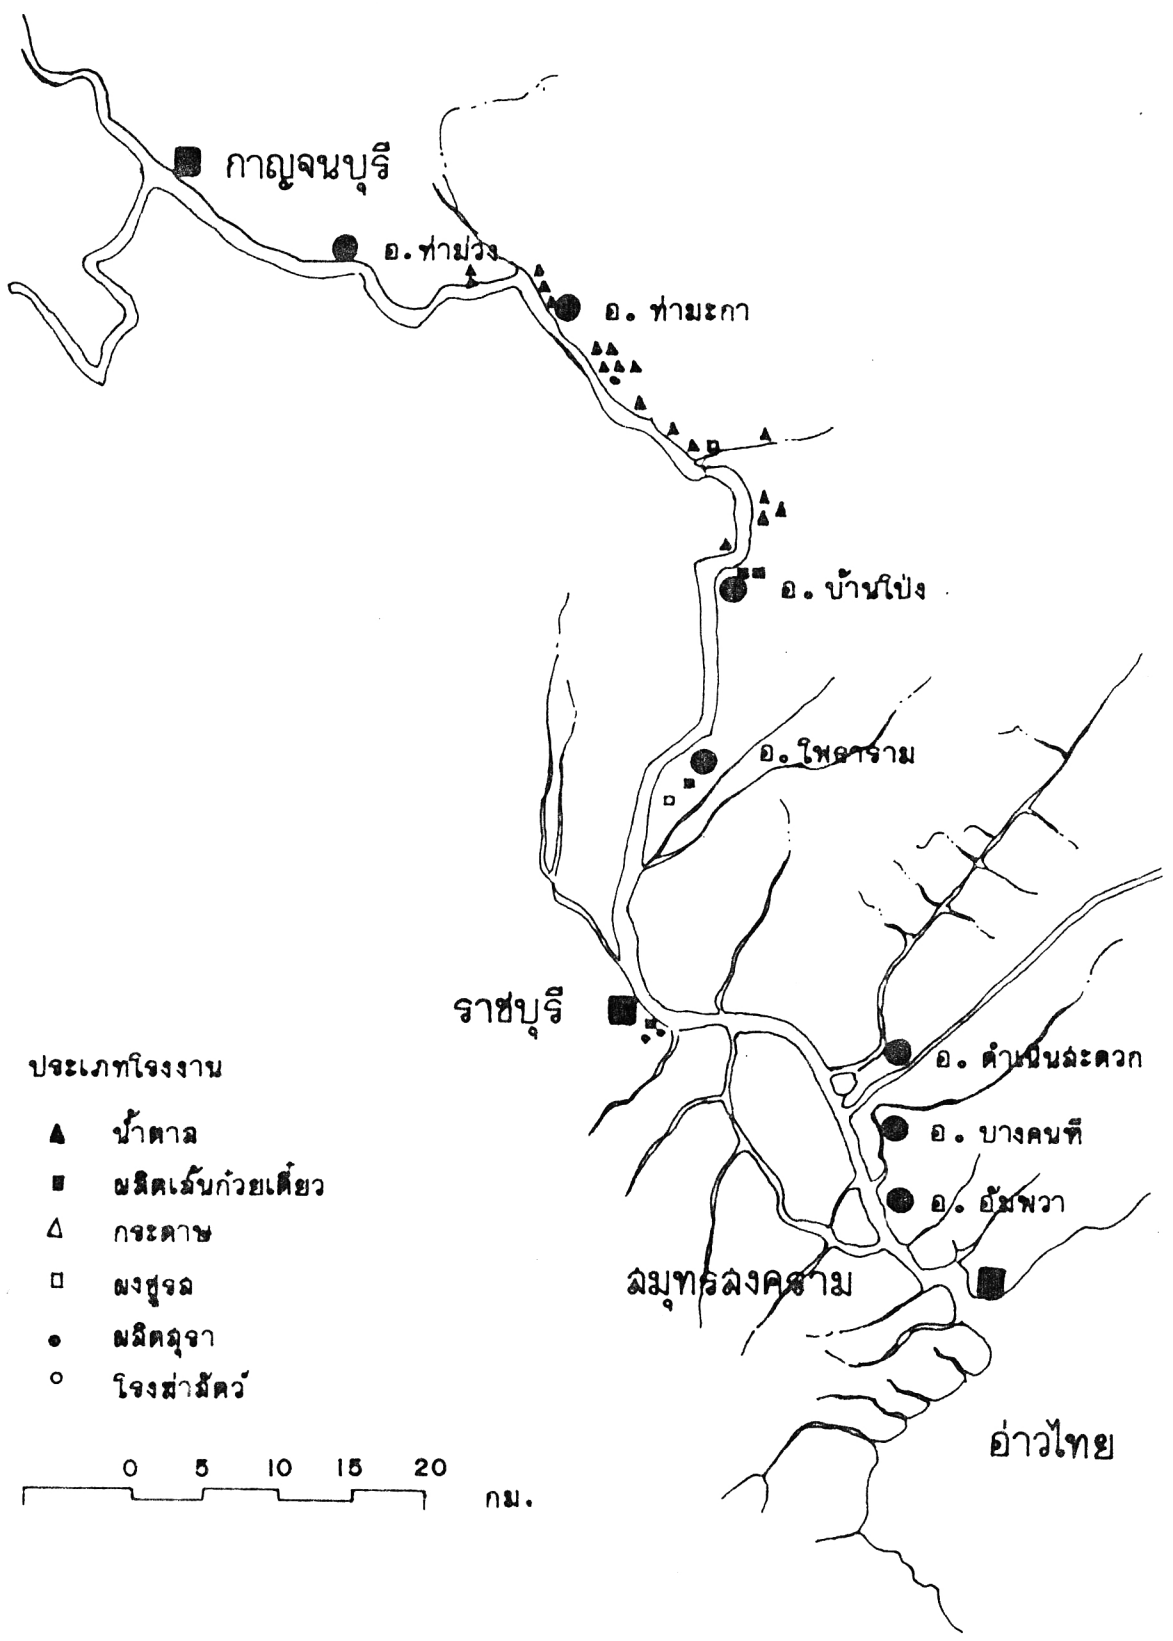 กาญจนบุรี
อ. ท่าม่วง
อ. ท่ามะกา
อ. บ้านโป่ง
อ. โพธาราม
ราชบุรี
อ. ดำเนินสะดวก
อ. บางคนที
อ. อัมพวา
สมุทรสงคราม
อ่าวไทย
ประเภทโรงงาน
น้ำตาล
ผลิตเส้นก๋วยเตี๋ยว
กระดาษ
ผงชูรส
ผลิตสุรา
โรงฆ่าสัตว์
0 5 10 15 20
กม.